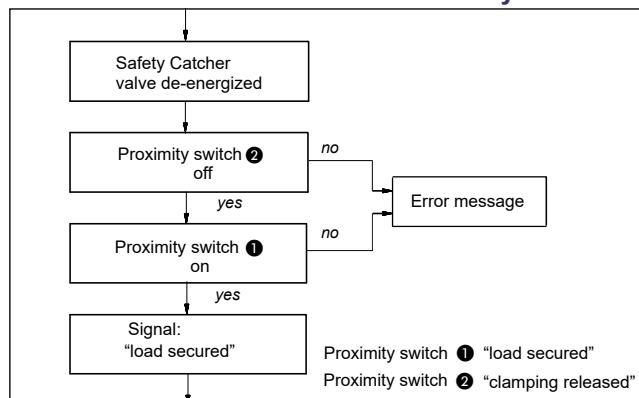 Safety Catcher
valve de-energized
Proximity switch ❷
off
no
yes
Error message
Proximity switch ❶
on
no
yes
Signal:
“load secured”
Proximity switch ❶ “load secured”
Proximity switch ❷ “clamping released”